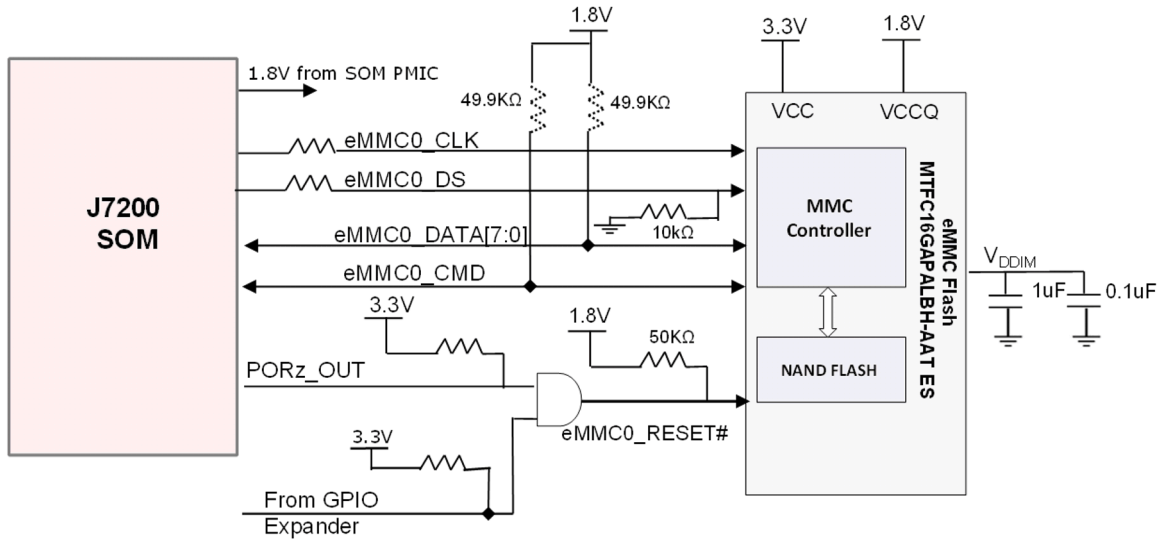 1.8V
3.3V
1.8V
1.8V from SOM PMIC
49.9KΩ
49.9KΩ
VCC
VCCQ
eMMC0_CLK
eMMC0_DS
J7200
SOM
MMC
Controller
10kΩ
eMMC0_DATA[7:0]
eMMC Flash
MTFC16GAPALBH-AAT ES
VDDIM
eMMC0_CMD
1uF
0.1uF
3.3V
1.8V
50KΩ
PORz_OUT
NAND FLASH
eMMC0_RESET#
3.3V
From GPIO
Expander